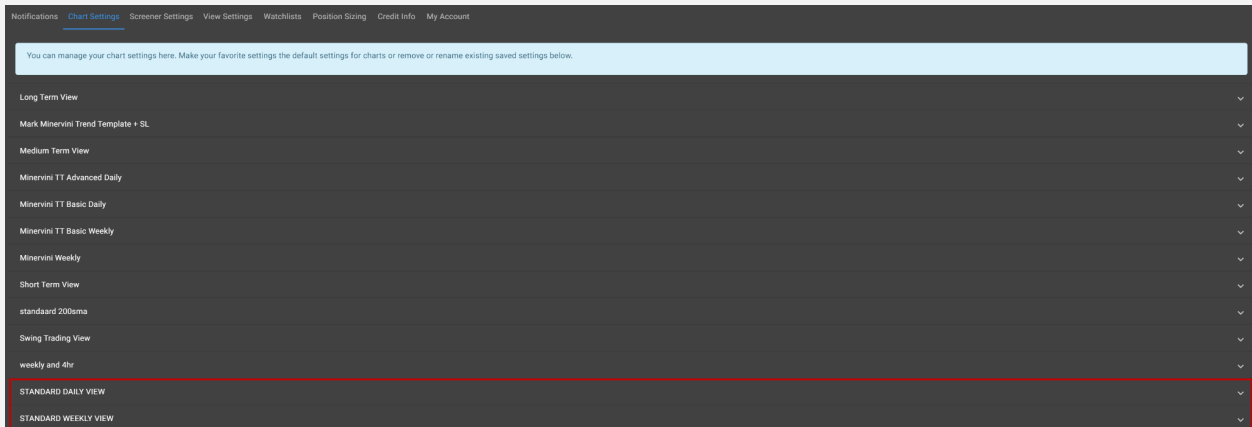 Notifications Chart Settings Screener Settings View Settings Watchlists Position Sizing Credit Info My Account
You can manage your chart settings here. Make your favorite settings the default settings for charts or remove or rename existing saved settings below.
Long Term View
Mark Minervini Trend Template + SL
Medium Term View
Minervini TT Advanced Daily
Minervini TT Basic Daily
Minervini TT Basic Weekly
Minervini Weekly
Short Term View
standaard 200sma
Swing Trading View
weekly and 4hr
STANDARD DAILY VIEW
STANDARD WEEKLY VIEW